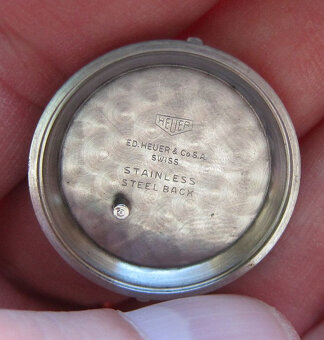 HEUER
ED. HEUER & Co S.A.
SWISS
STAINLESS
STEEL BACK